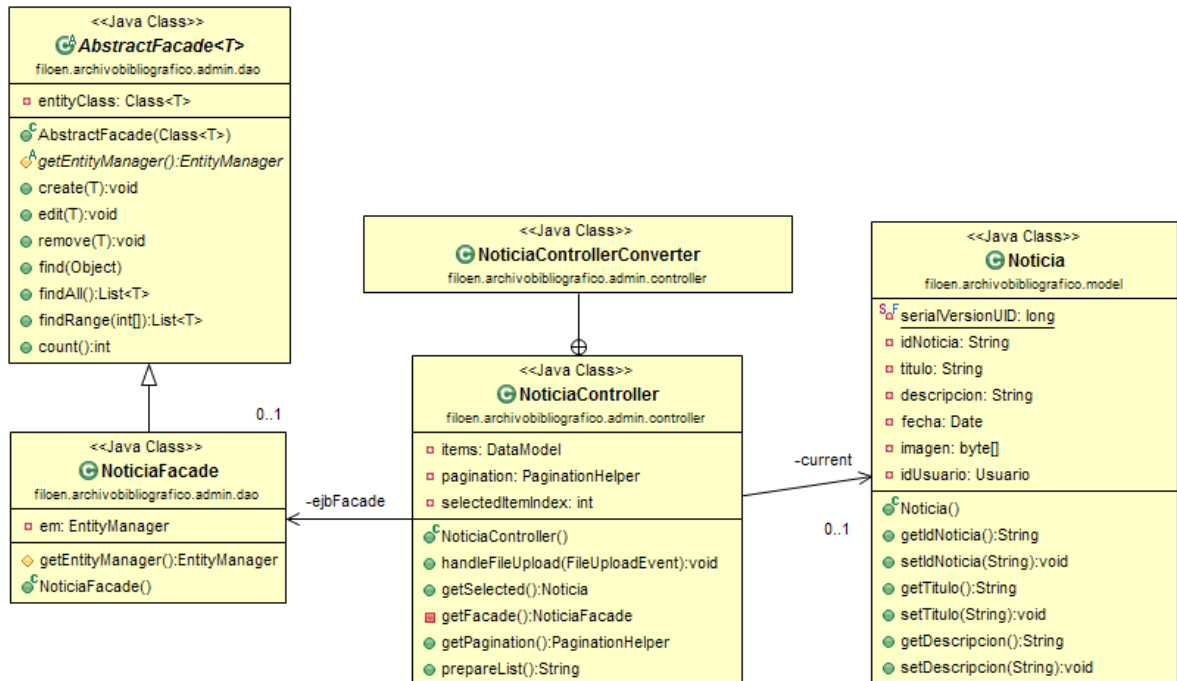 <<Java Class>>
AbstractFacade<T>
filoen.archivobibliografico.admin.dao
entityClass: Class<T>
AbstractFacade(Class<T>)
getEntityManager():EntityManager
create(T):void
edit(T):void
remove(T):void
find(Object)
findAll():List<T>
findRange(int[]):List<T>
count():int
<<Java Class>>
NoticiaControllerConverter
filoen.archivobibliografico.admin.controller
<<Java Class>>
Noticia
filoen.archivobibliografico.model
serialVersionUID: long
idNoticia: String
titulo: String
descripcion: String
fecha: Date
imagen: byte[]
idUsuario: Usuario
Noticia()
getIdNoticia():String
setIdNoticia(String):void
getTitulo():String
setTitulo(String):void
getDescripcion():String
setDescripcion(String):void
<<Java Class>>
NoticiaController
filoen.archivobibliografico.admin.controller
items: DataModel
pagination: PaginationHelper
selectedItemIndex: int
NoticiaController()
handleFileUpload(FileUploadEvent):void
getSelected():Noticia
getFacade():NoticiaFacade
getPagination():PaginationHelper
prepareList():String
-current
0..1
0..1
-ejbFacade
<<Java Class>>
NoticiaFacade
filoen.archivobibliografico.admin.dao
em: EntityManager
getEntityManager():EntityManager
NoticiaFacade()